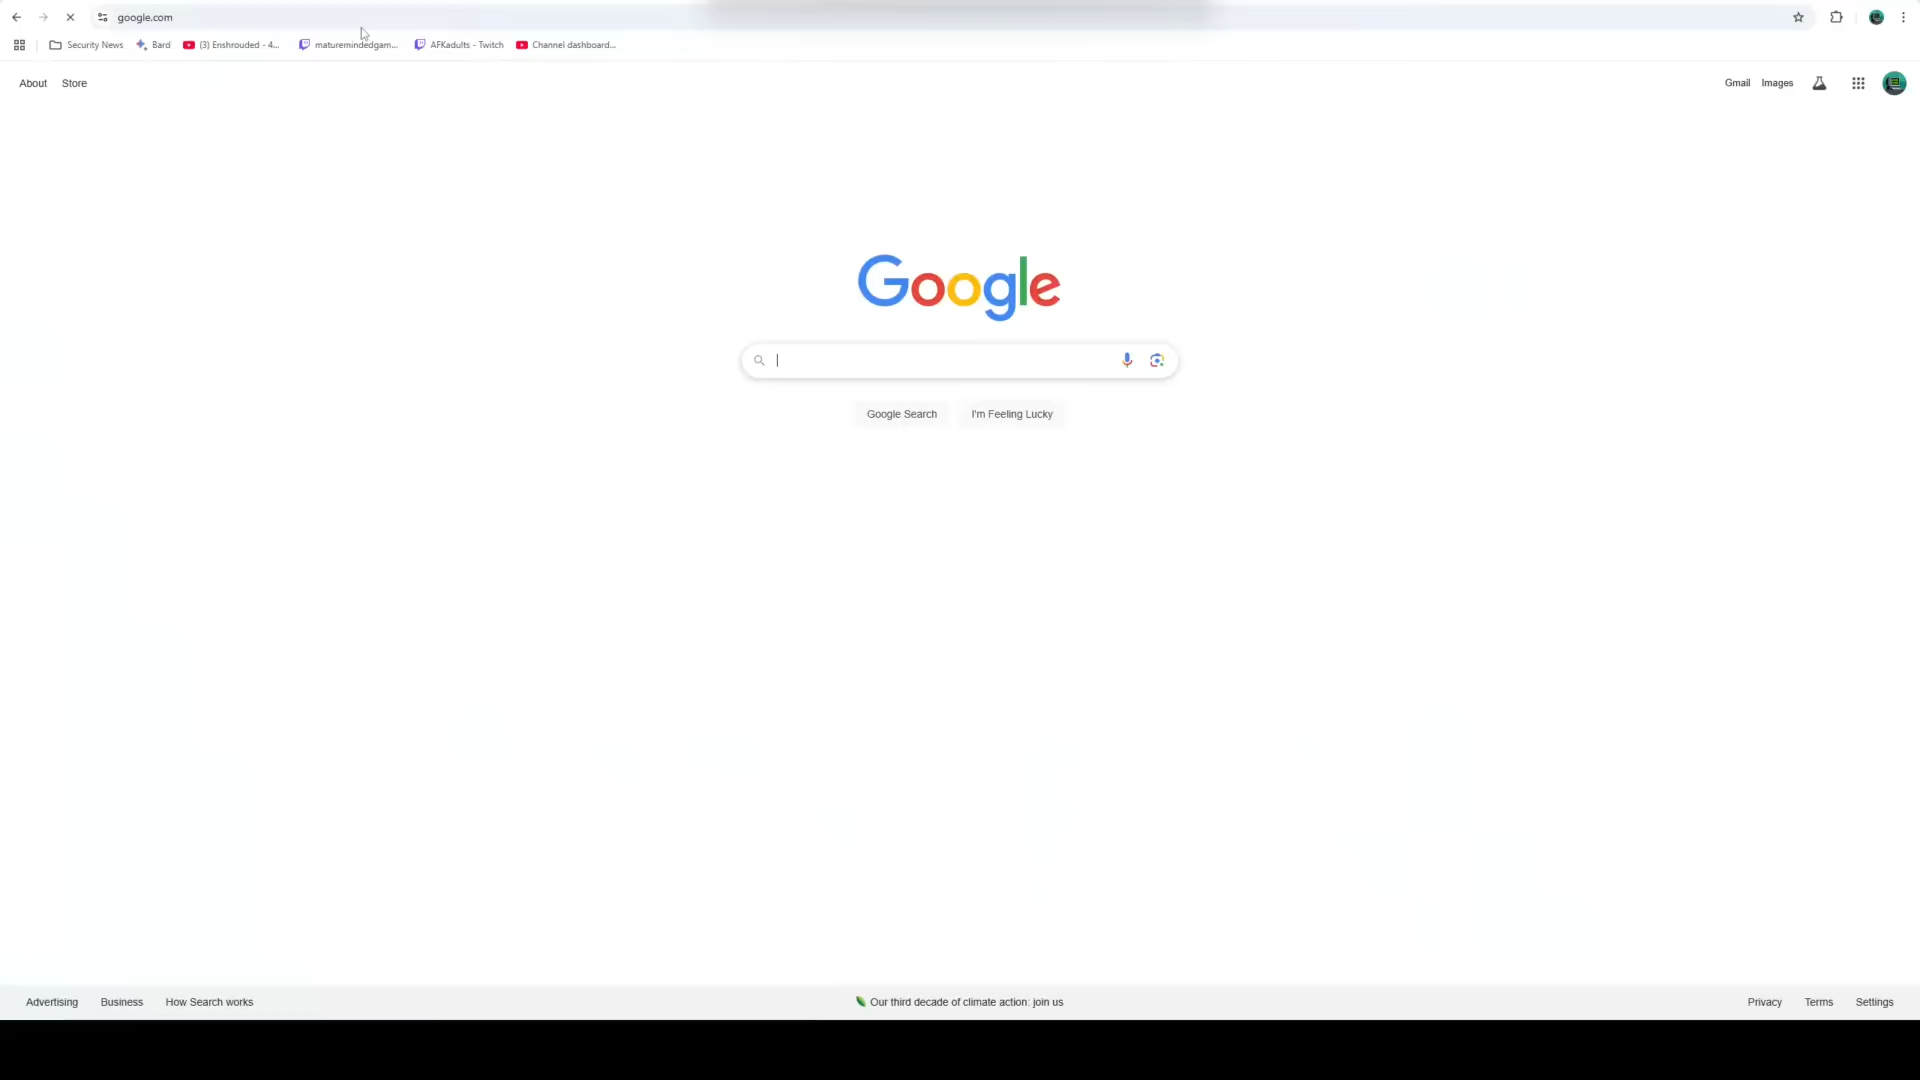 google.com
Security News
Bard
(3) Enshrouded - 4...
maturemindedgam...
AFKadults - Twitch
Channel dashboard...
About
Store
Gmail
Images
Google
Google Search
I'm Feeling Lucky
Advertising
Business
How Search works
Our third decade of climate action: join us
Privacy
Terms
Settings